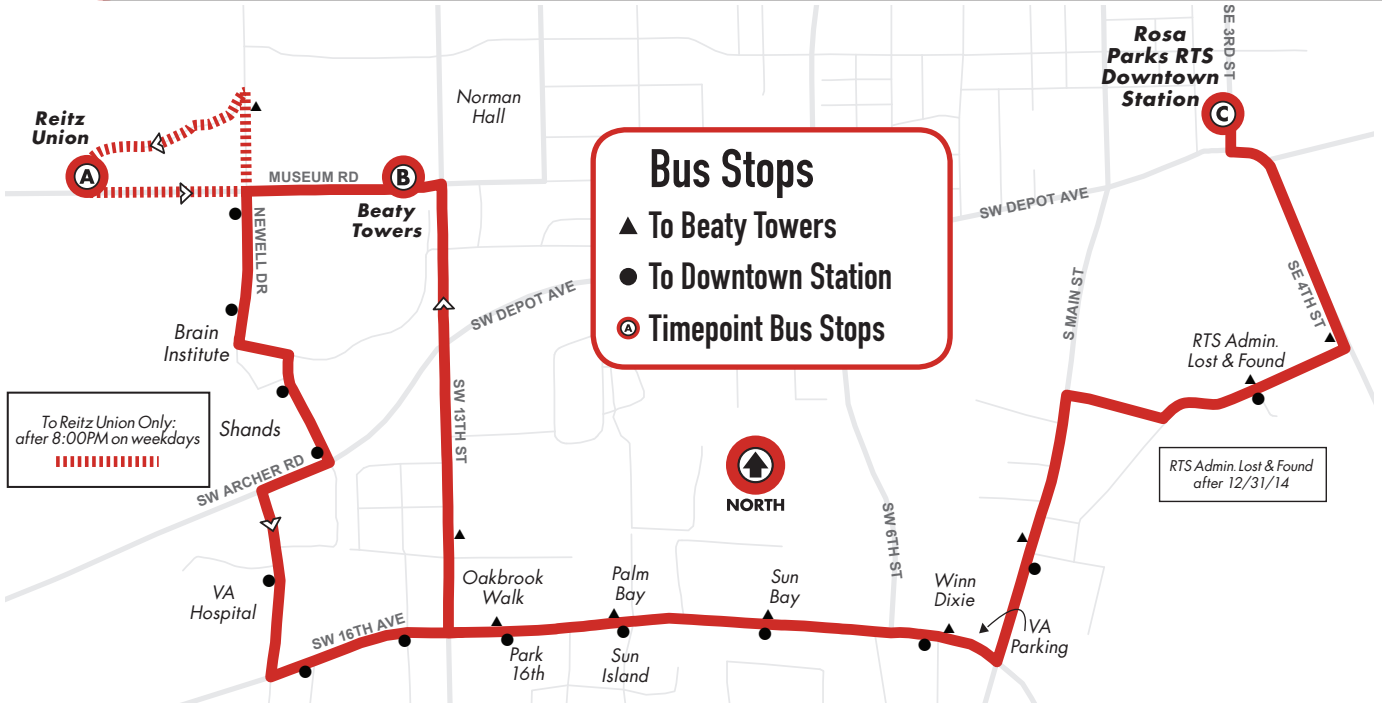 SE 3RD ST
Rosa
Parks RTS
Downtown
Station
C
Reitz
Union
A
Norman
Hall
MUSEUM RD
B
Beaty
Towers
NEWELL DR
Bus Stops
To Beaty Towers
To Downtown Station
A Timepoint Bus Stops
SW DEPOT AVE
SW DEPOT AVE
S MAIN ST
SE 4TH ST
Brain
Institute
RTS Admin.
Lost & Found
To Reitz Union Only:
after 8:00PM on weekdays
Shands
SW ARCHER RD
SW 13TH ST
NORTH
RTS Admin. Lost & Found
after 12/31/14
SW 6TH ST
VA
Hospital
Oakbrook
Walk
Palm
Bay
Sun
Bay
Winn
Dixie
SW 16TH AVE
Park
16th
Sun
Island
VA
Parking